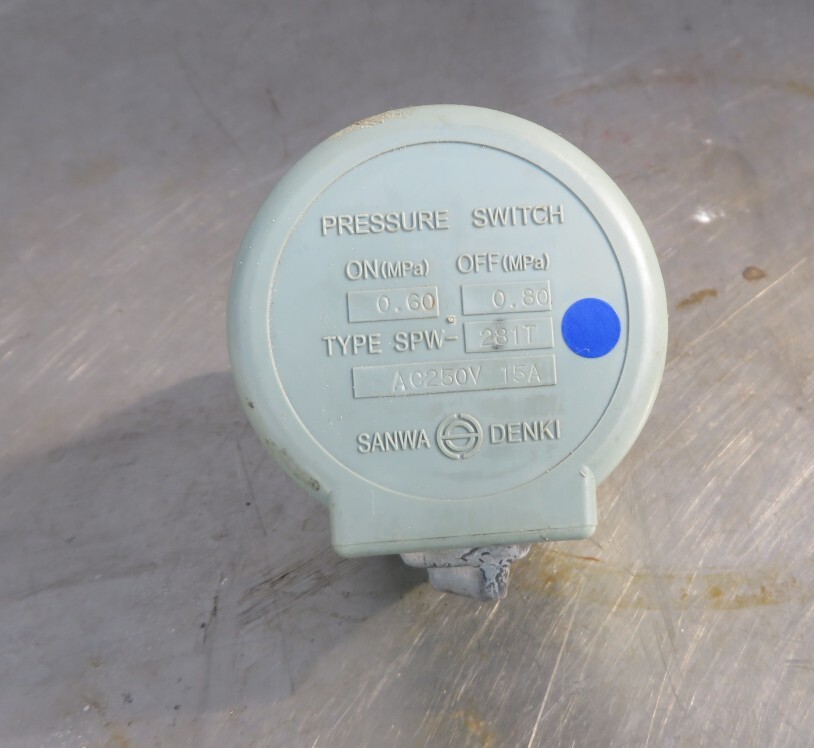 PRESSURE SWITCH
ON(MPa) OFF(MPa)
0.60 0.80
TYPE SPW- 281T
AC250V 15A
SANWA DENKI